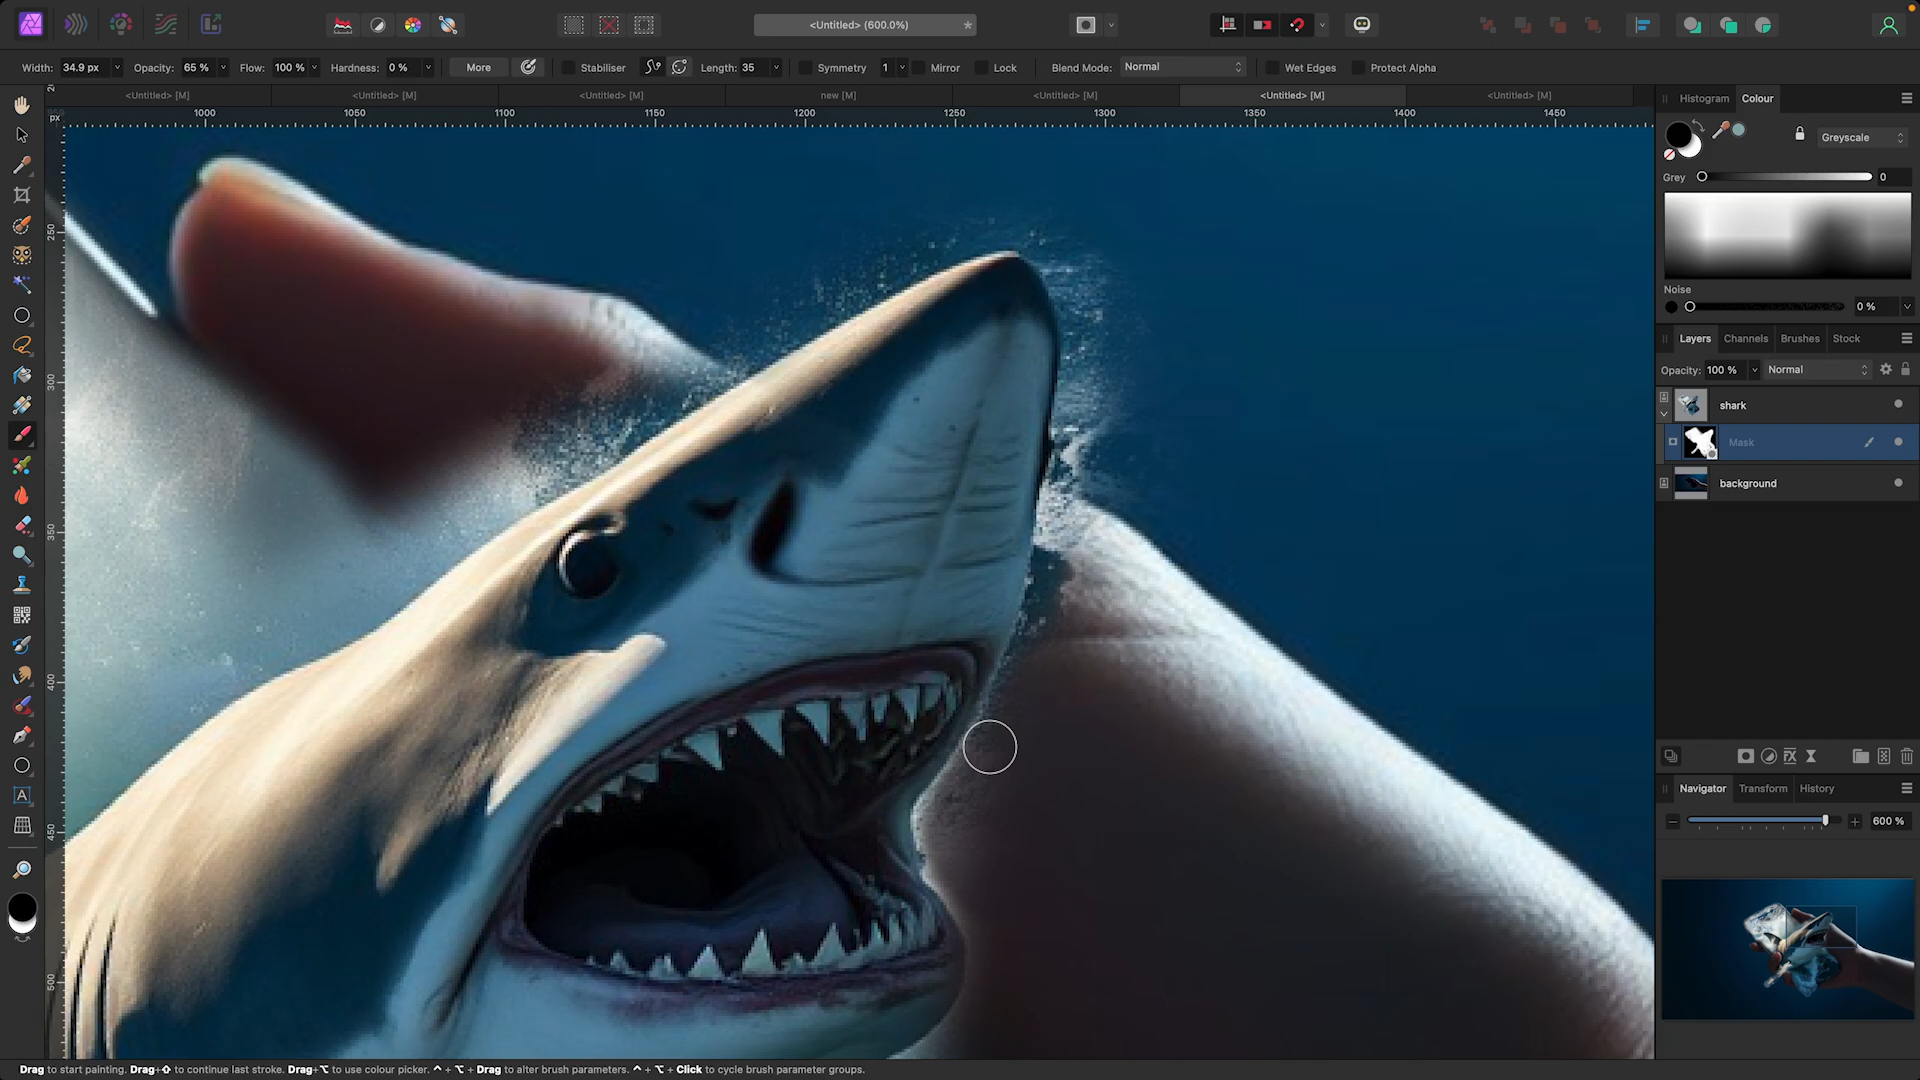 <Untitled> (600.0%)
*
Width: 34.9 px Opacity: 65 % Flow: 100 % Hardness: 0 % More Stabiliser Length: 35 Symmetry 1 Mirror Lock Blend Mode: Normal Wet Edges Protect Alpha
<Untitled> [M] <Untitled> [M] <Untitled> [M] new [M] <Untitled> [M] <Untitled> [M] <Untitled> [M]
px 1000 1050 1100 1150 1200 1250 1300 1350 1400 1450
250
300
350
400
450
500
Histogram Colour
Greyscale
Grey 0
Noise
0 %
Layers Channels Brushes Stock
Opacity: 100 % Normal
shark
Mask
background
FX
Navigator Transform History
600 %
A
Drag to start painting. Drag+⇧ to continue last stroke. Drag+⌥ to use colour picker. ^ + ⌥ + Drag to alter brush parameters. ^ + ⌥ + Click to cycle brush parameter groups.